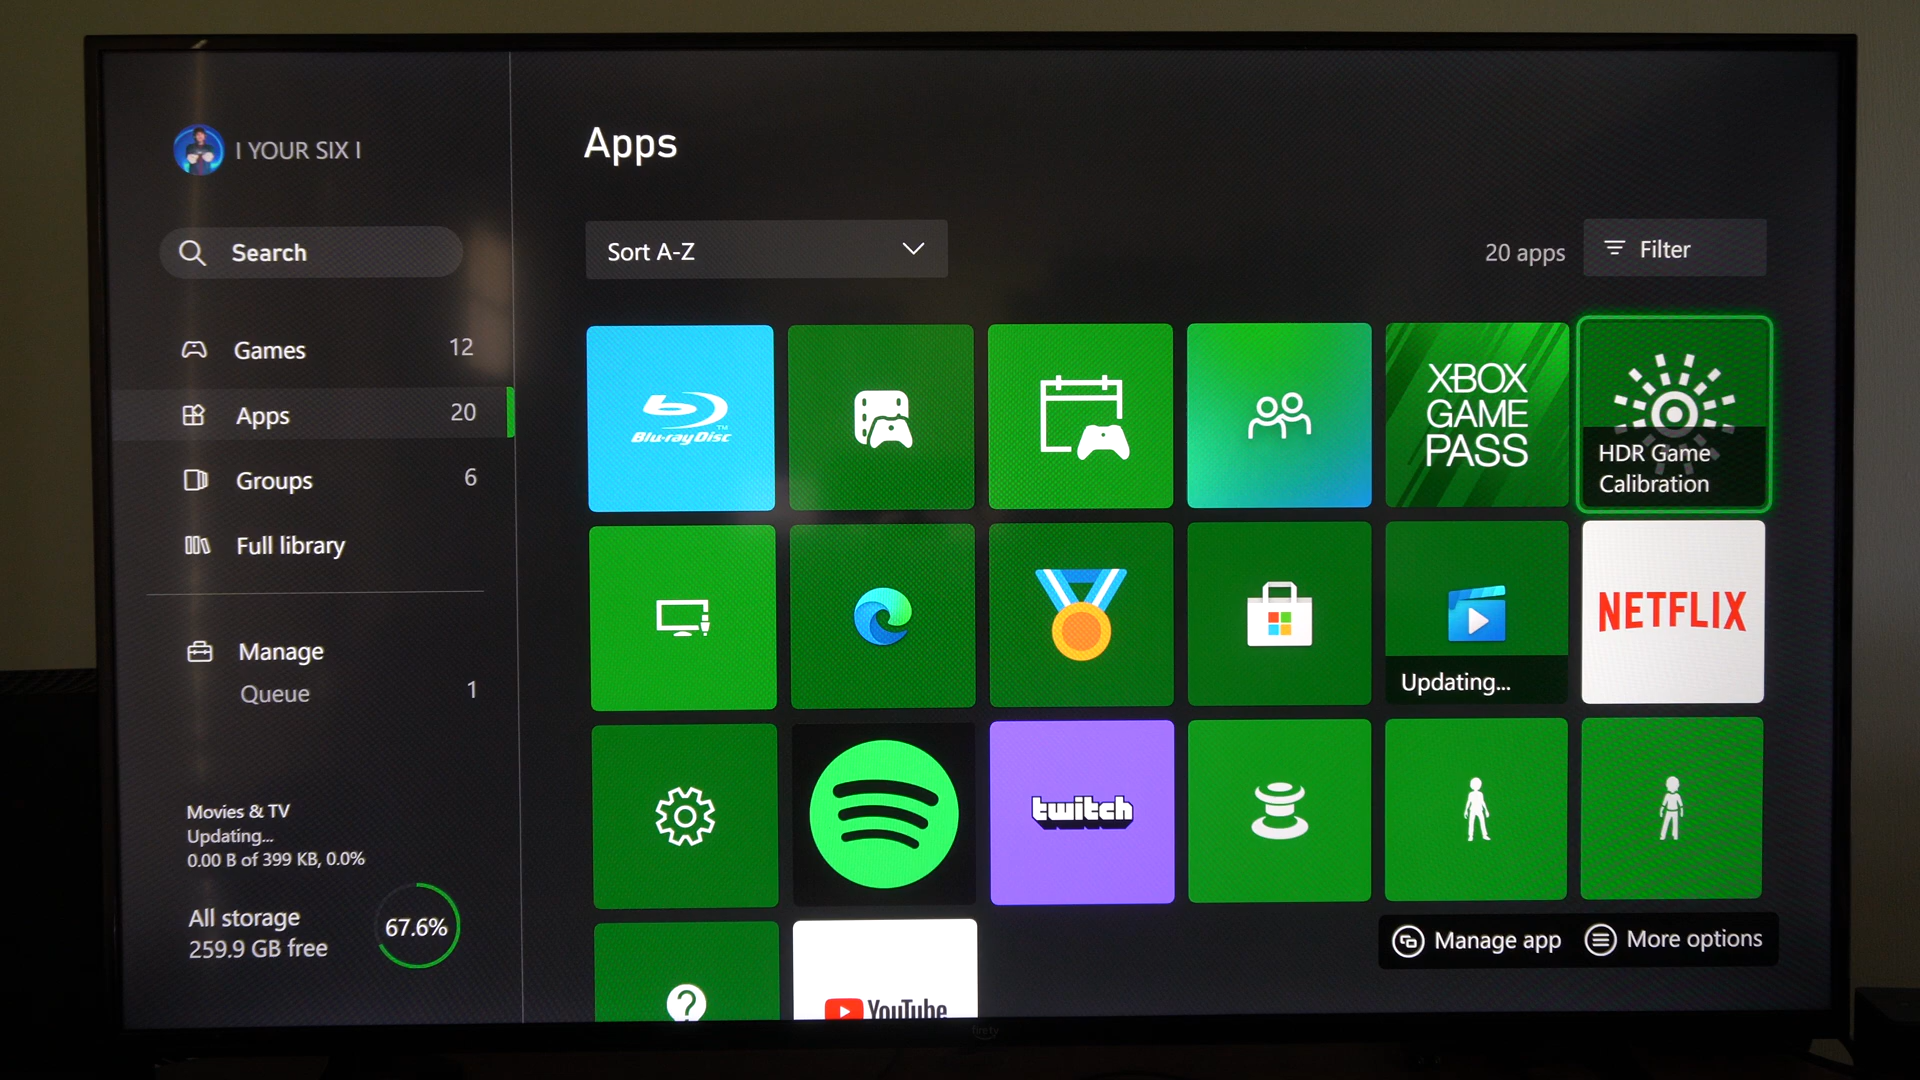 I YOUR SIX I
Search
Games 12
Apps 20
Groups 6
Full library
Manage
Queue 1
Movies & TV
Updating...
0.00 B of 399 KB, 0.0%
All storage
259.9 GB free
67.6%
Apps
Sort A-Z
20 apps
Filter
Blu-ray Disc
TM
XBOX
GAME
PASS
HDR Game
Calibration
Updating...
NETFLIX
twitch
?
YouTube
Manage app
More options